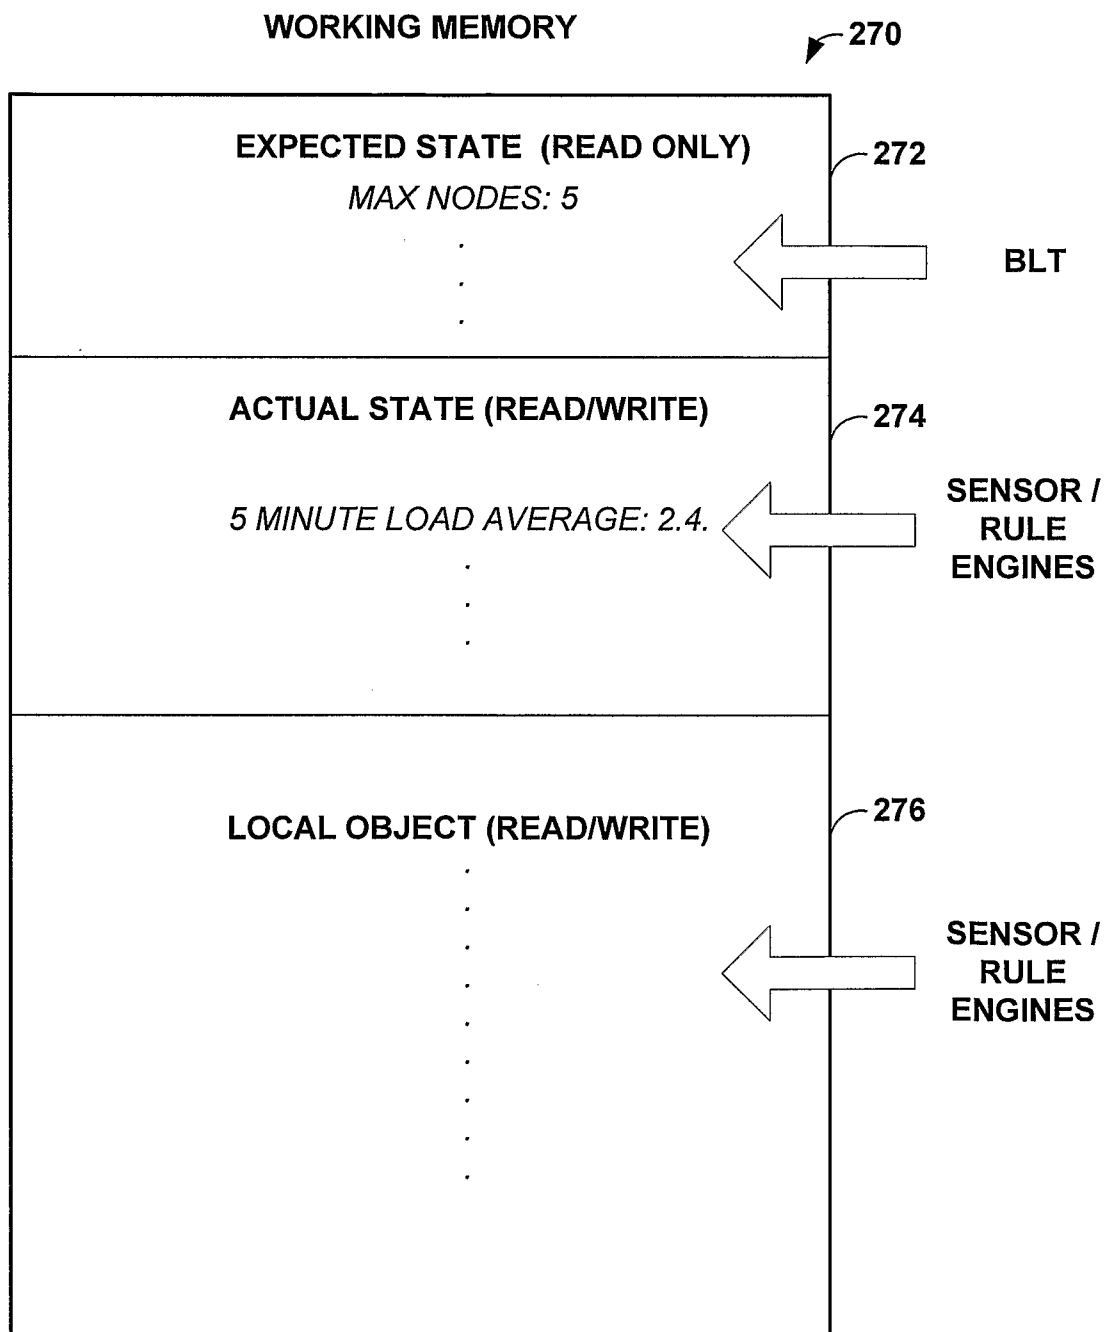 WORKING MEMORY
270
EXPECTED STATE (READ ONLY)
272
MAX NODES: 5
BLT
ACTUAL STATE (READ/WRITE)
274
5 MINUTE LOAD AVERAGE: 2.4.
SENSOR /
RULE
ENGINES
276
LOCAL OBJECT (READ/WRITE)
SENSOR /
RULE
ENGINES